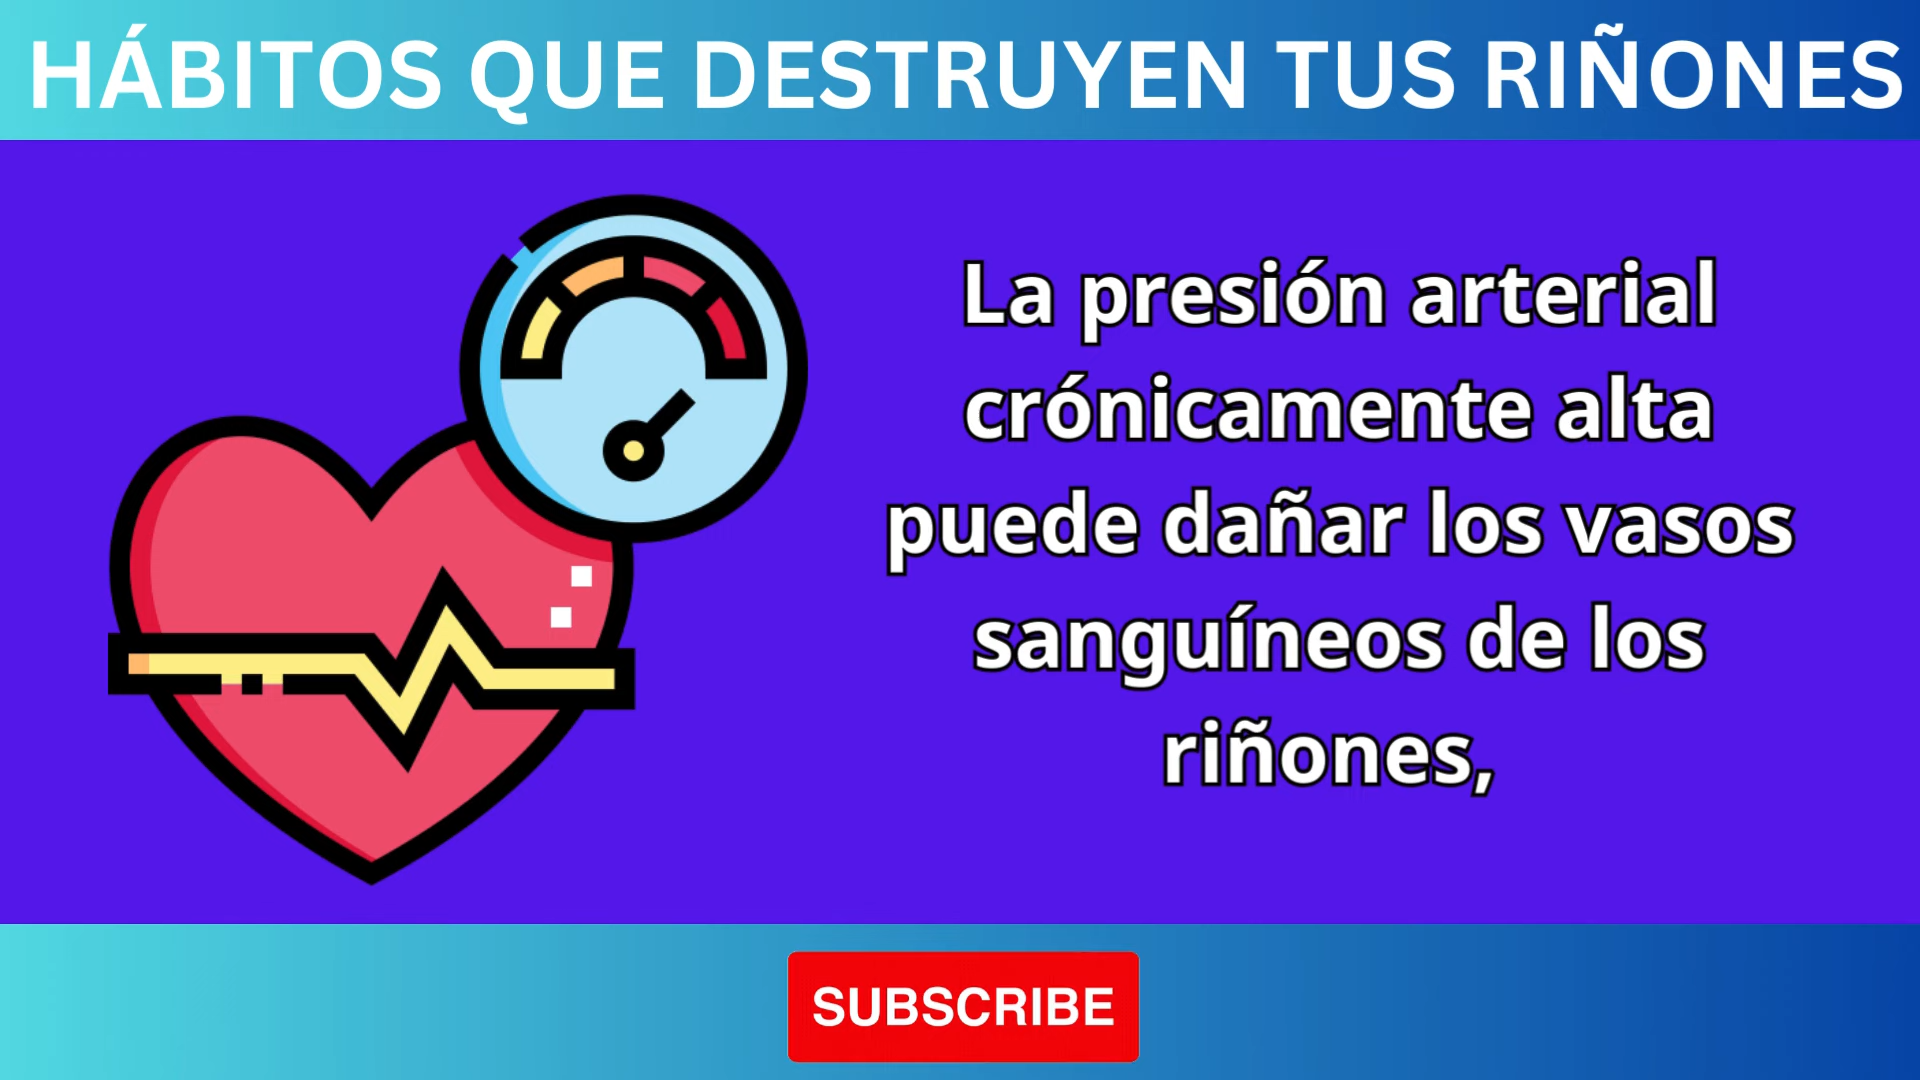 HÁBITOS QUE DESTRUYEN TUS RIÑONES
La presión arterial
crónicamente alta
puede dañar los vasos
sanguíneos de los
riñones,
SUBSCRIBE